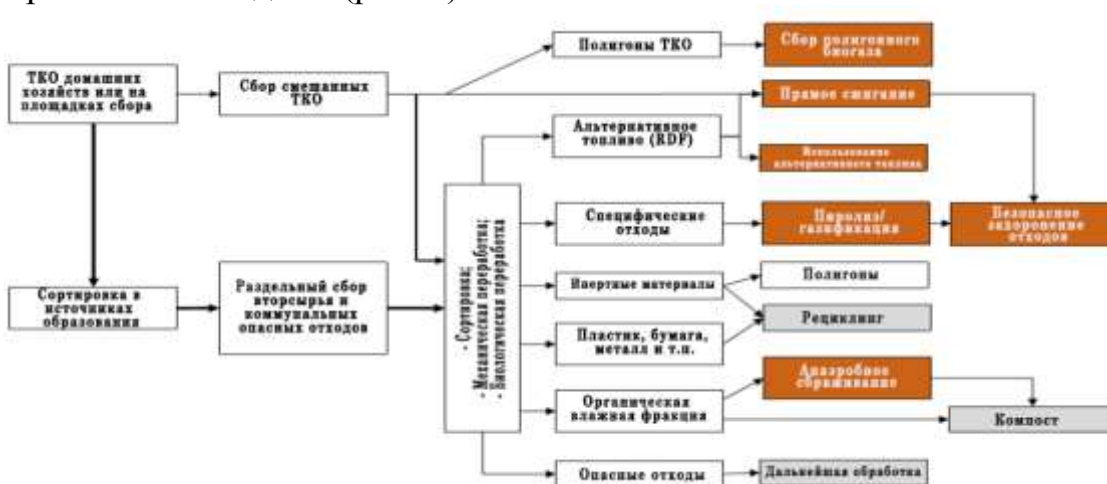 Полигоны ТКО
Сбор полигонного
биогаза
ТКО домашних
хозяйств или на
площадках сбора
Сбор смешанных
ТКО
Прямое сжигание
Альтернативное
топливо (RDF)
Использование
альтернативного топлива
- Сортировка;
- Механическая переработка;
- Биологическая переработка
Специфические
отходы
Пиролиз/
газификация
Безопасное
захоронение
отходов
Сортировка в
источниках
образования
Раздельный сбор
вторсырья и
коммунальных
опасных отходов
Инертные материалы
Полигоны
Рециклинг
Пластик, бумага,
металл и т.п.
Анаэробное
сбраживание
Органическая
влажная фракция
Компост
Опасные отходы
Дальнейшая обработка